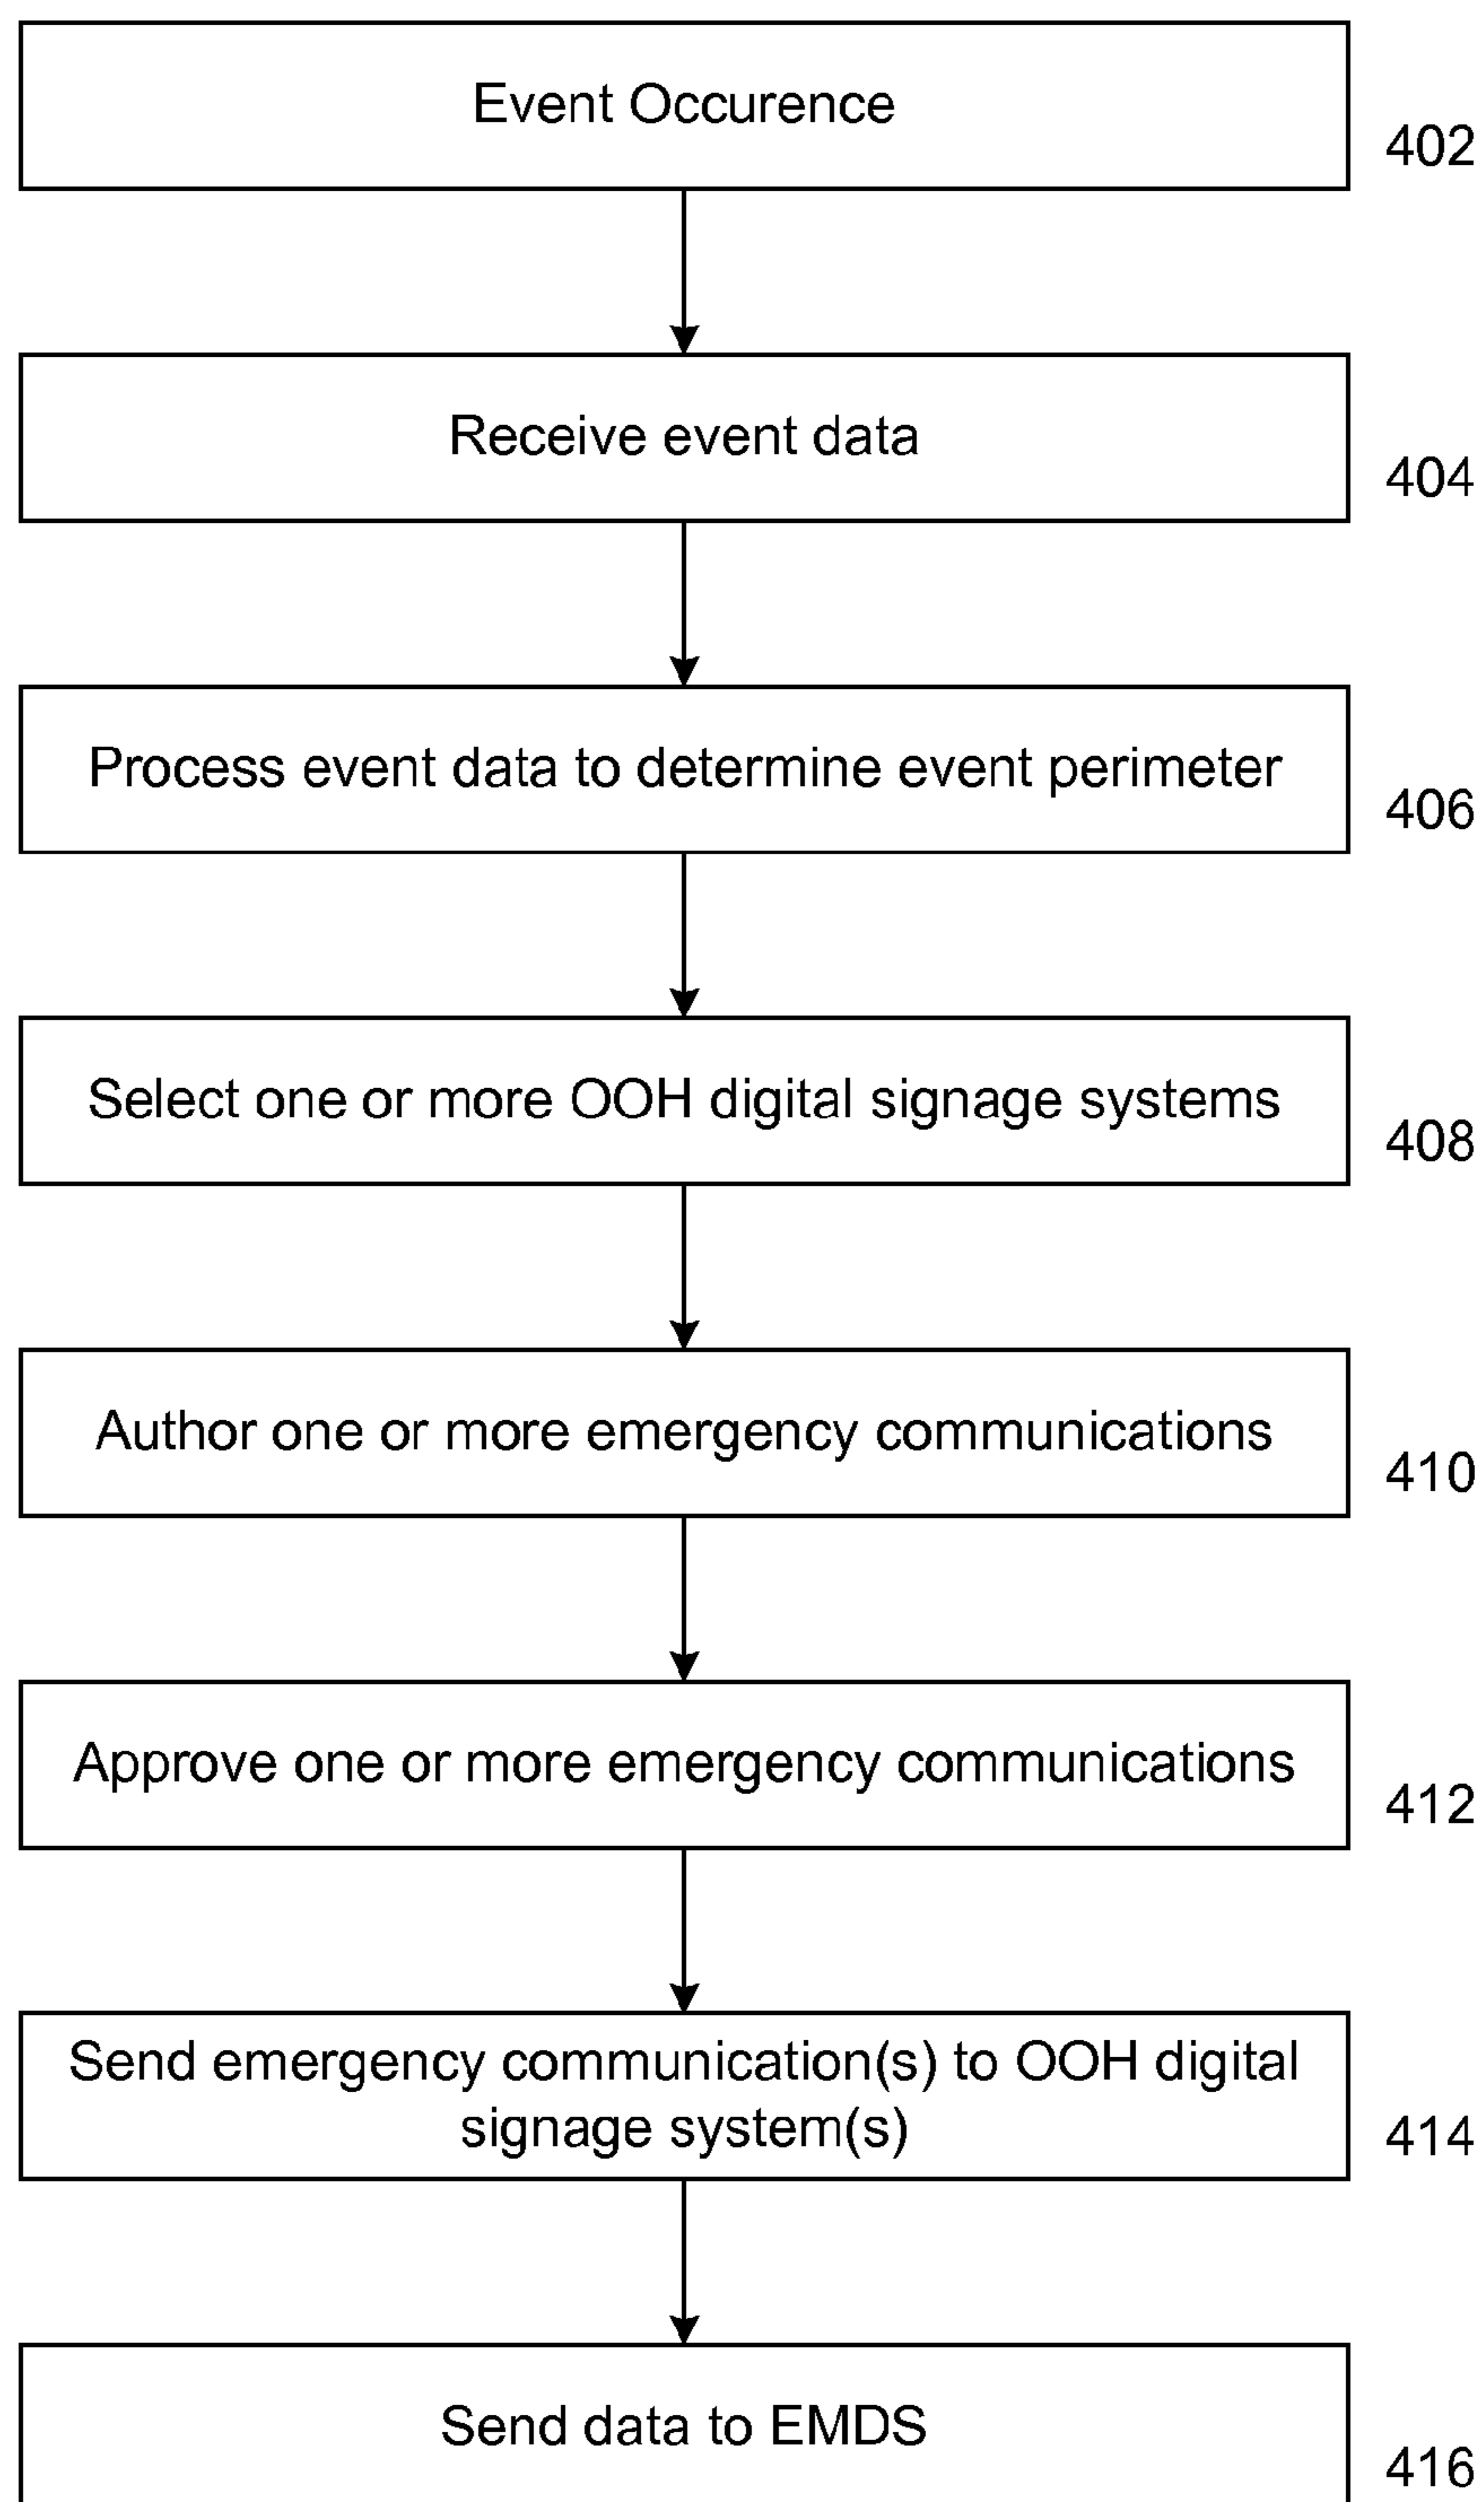 Event Occurence
402
Receive event data
404
Process event data to determine event perimeter
406
Select one or more OOH digital signage systems
408
Author one or more emergency communications
410
Approve one or more emergency communications
412
Send emergency communication(s) to OOH digital
signage system(s)
414
Send data to EMDS
416